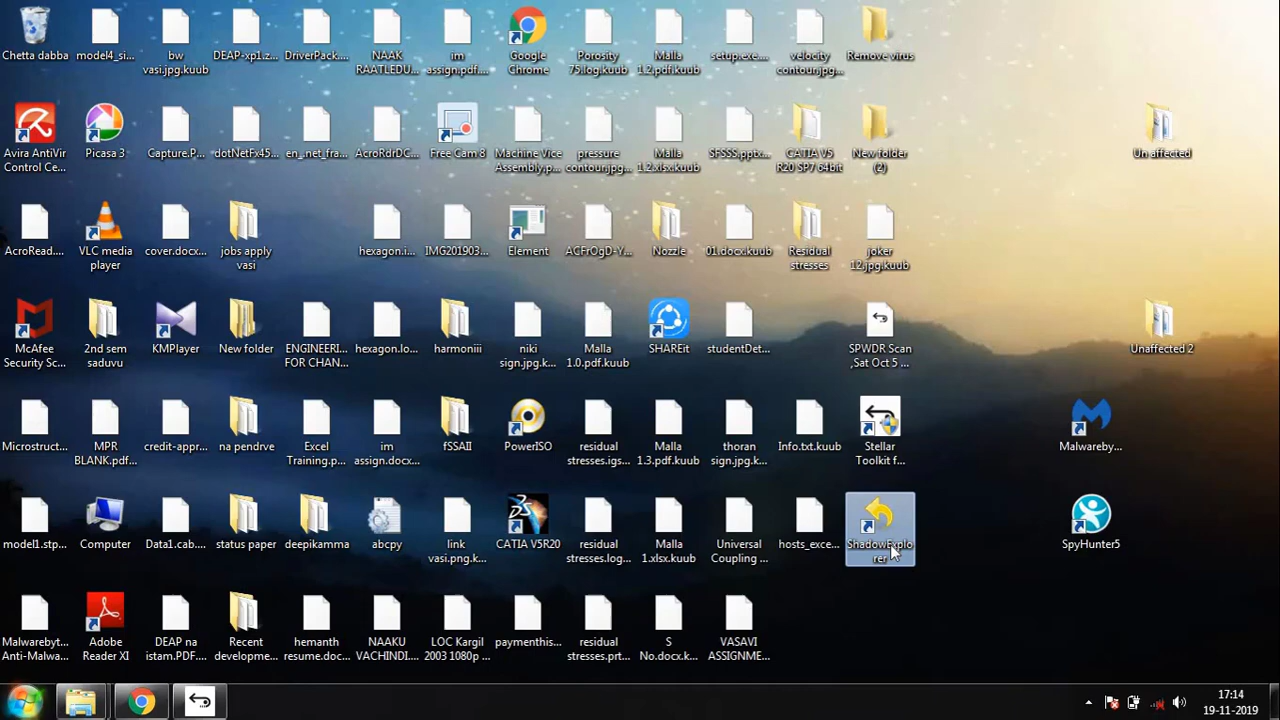 Chetta dabba
model4_si...
bw
vasi.jpg.kuub
DEAP-xp1.z...
DriverPack....
NAAK
RAATLEDU...
im
assign.pdf....
Google
Chrome
Porosity
75.log.kuub
Malla
1.2.pdf.kuub
setup.exe....
velocity
contourjpg...
Remove virus
Avira AntiVir
Control Ce...
Picasa 3
Capture.P...
dotNetFx45...
en_.net_fra...
AcroRdrDC...
Free Cam 8
Machine Vice
Assembly.p...
pressure
contourjpg...
Malla
1.2.xlsx.kuub
SFSSS.pptx...
CATIA V5
R20 SP7 64bit
New folder
(2)
Un affected
AcroRead....
VLC media
player
cover.docx...
jobs apply
vasi
hexagon.i...
IMG201903...
Element
ACFrOgD-Y...
Nozzle
01.docx.kuub
Residual
stresses
joker
12.jpg.kuub
McAfee
Security Sc...
2nd sem
saduvu
KMPlayer
New folder
ENGINEERI...
FOR CHAN...
hexagon.lo...
harmoniii
niki
sign.jpg.k...
Malla
1.0.pdf.kuub
SHAREit
studentDet...
SPWDR Scan
,Sat Oct 5 ...
Unaffected 2
Microstruct...
MPR
BLANK.pdf...
credit-appr...
na pendrve
Excel
Training.p...
im
assign.docx...
fSSAII
PowerISO
residual
stresses.igs...
Malla
1.3.pdf.kuub
thoran
sign.jpg.k...
Info.txt.kuub
Stellar
Toolkit f...
Malwareby...
model1.stp...
Computer
Data1.cab....
status paper
deepikamma
abcpy
link
vasi.png.k...
CATIA V5R20
residual
stresses.log...
Malla
1.xlsx.kuub
Universal
Coupling ...
hosts_exce...
ShadowExplo
rer
SpyHunter5
Malwarebyt...
Anti-Malwa...
Adobe
Reader XI
DEAP na
istam.PDF....
Recent
developme...
hemanth
resume.doc...
NAAKU
VACHINDI....
LOC Kargil
2003 1080p ...
paymenthis...
residual
stresses.prt...
S
No.docx.k...
VASAVI
ASSIGNME...
17:14
19-11-2019